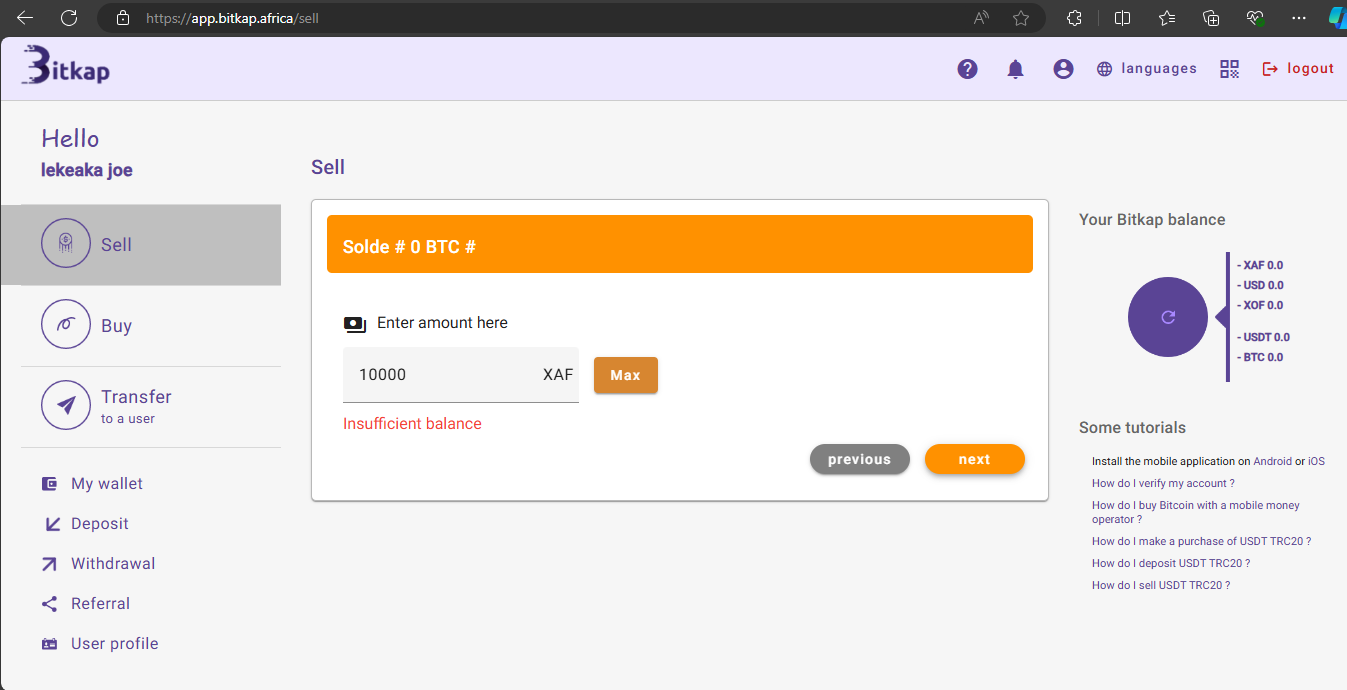 https://app.bitkap.africa/sell
Bitkap
languages
logout
Hello
lekeaka joe
Sell
Buy
Transfer
to a user
My wallet
Deposit
Withdrawal
Referral
User profile
Sell
Solde # 0 BTC #
Enter amount here
10000 XAF
Max
Insufficient balance
previous
next
Your Bitkap balance
- XAF 0.0
- USD 0.0
- XOF 0.0
- USDT 0.0
- BTC 0.0
Some tutorials
Install the mobile application on Android or iOS
How do I verify my account ?
How do I buy Bitcoin with a mobile money
operator ?
How do I make a purchase of USDT TRC20 ?
How do I deposit USDT TRC20 ?
How do I sell USDT TRC20 ?